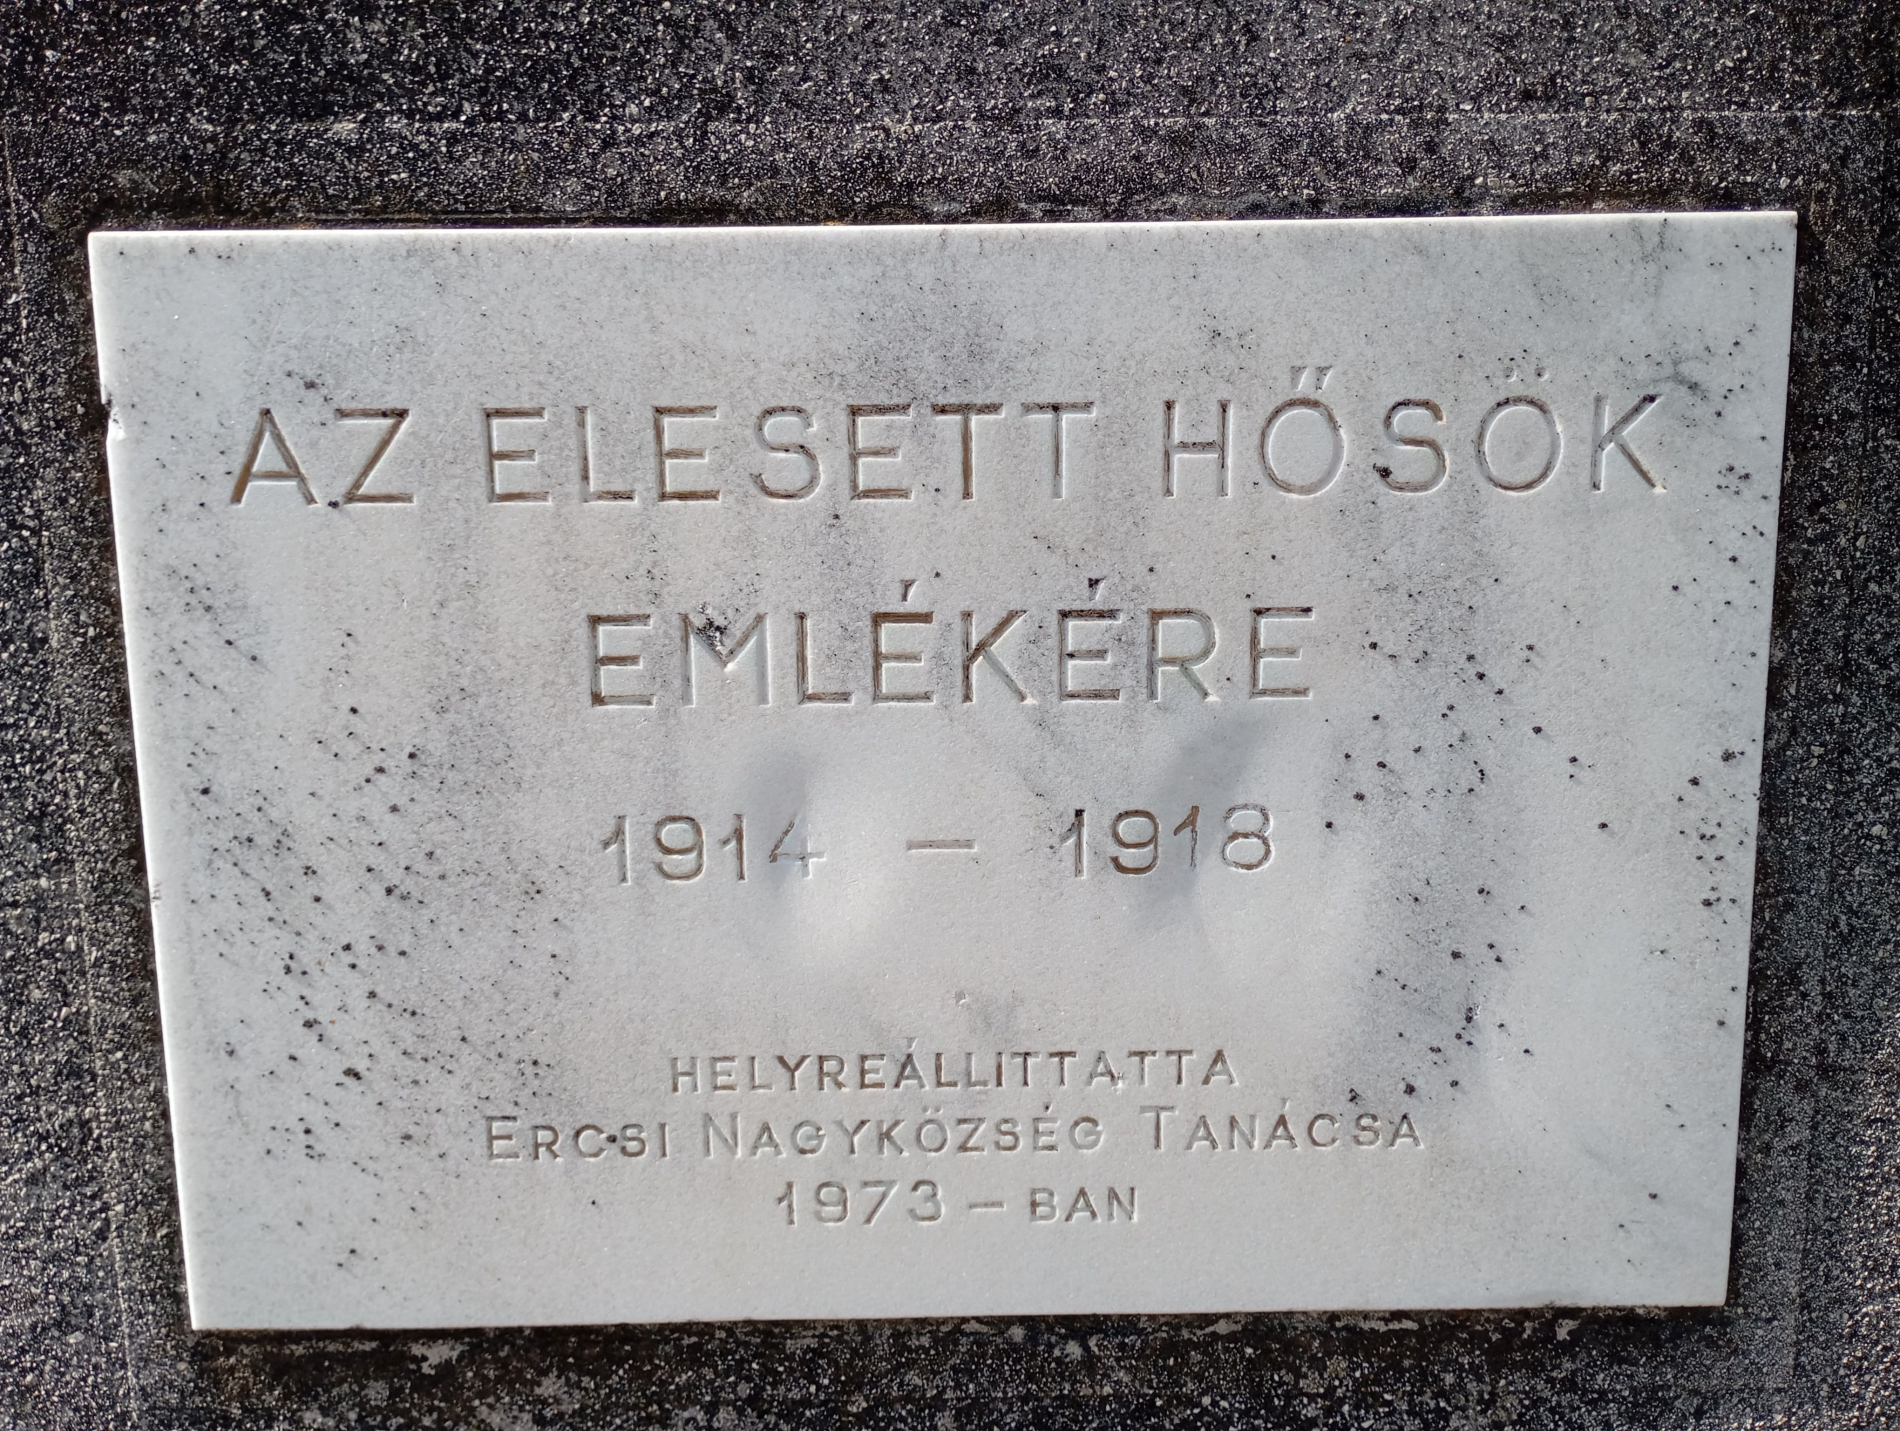 AZ ELESETT HŐSÖK
EMLÉKÉRE
1914 – 1918
HELYREÁLLITTATTA
ERCSI NAGYKÖZSÉG TANÁCSA
1973 – BAN